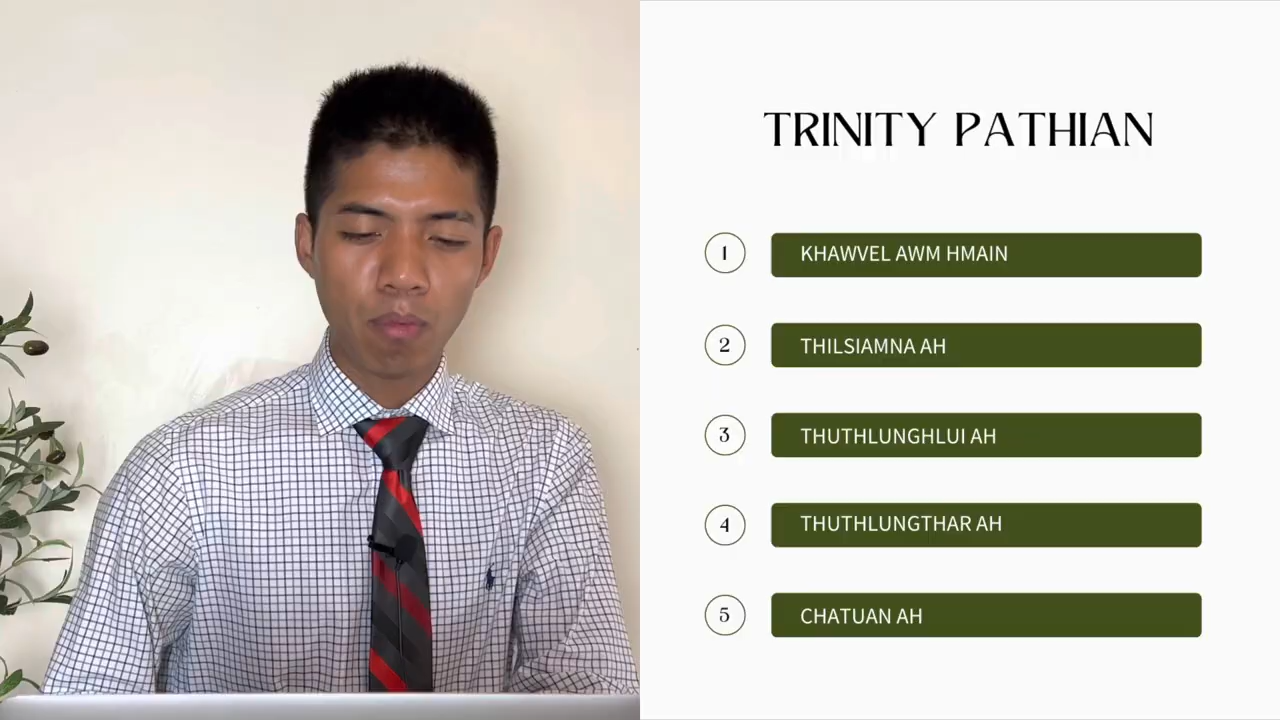 TRINITY PATHIAN
1 KHAWVEL AWM HMAIN
2 THILSIAMNA AH
3 THUTHLUNGHLUI AH
4 THUTHLUNGTHAR AH
5 CHATUAN AH